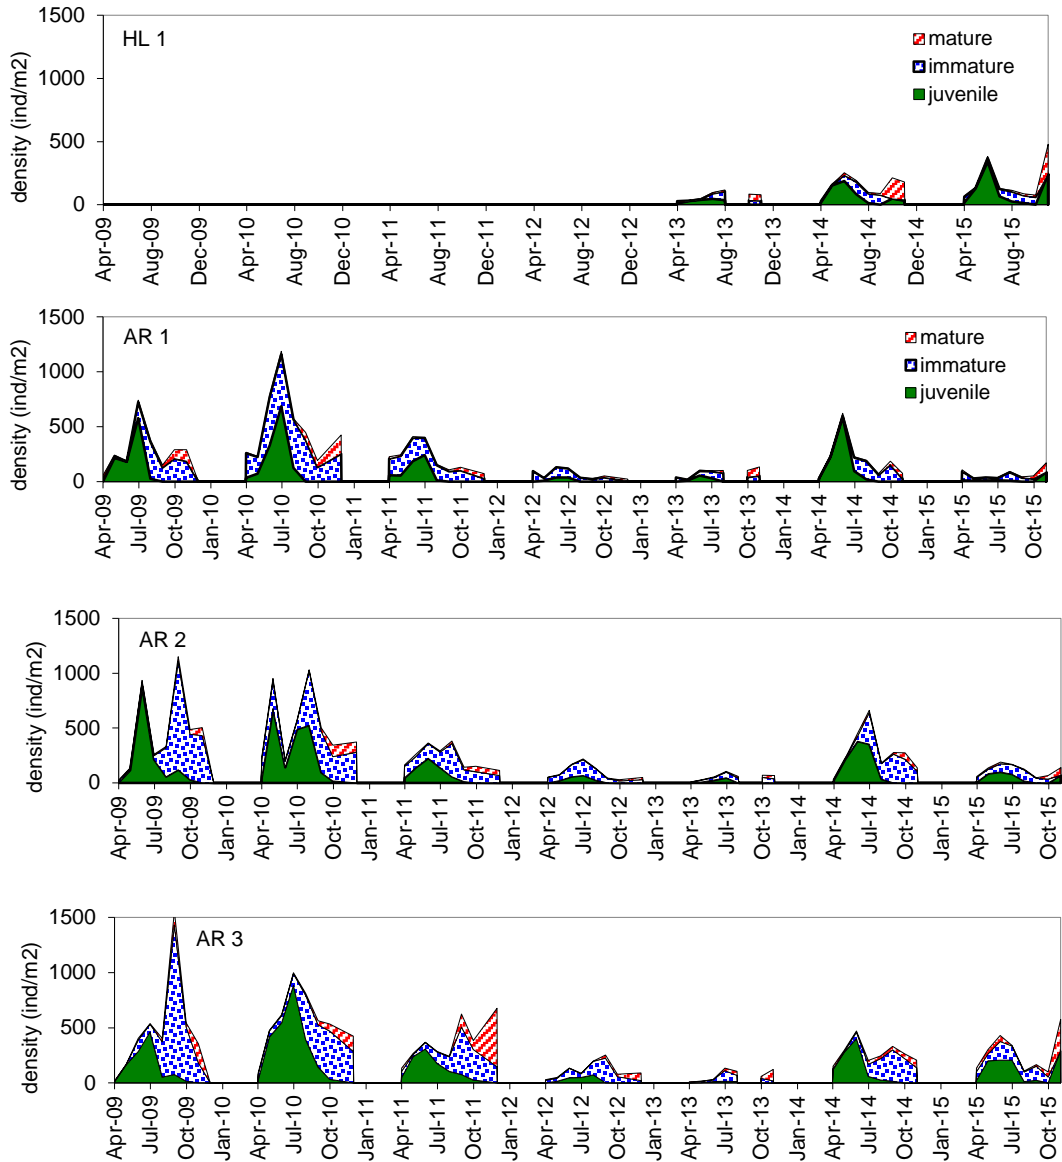 HL 1
mature
immature
juvenile
density (ind/m2)
1500
1000
500
0
Apr-09 Aug-09 Dec-09 Apr-10 Aug-10 Dec-10 Apr-11 Aug-11 Dec-11 Apr-12 Aug-12 Dec-12 Apr-13 Aug-13 Dec-13 Apr-14 Aug-14 Dec-14 Apr-15 Aug-15
AR 1
mature
immature
juvenile
density (ind/m2)
1500
1000
500
0
Apr-09 Jul-09 Oct-09 Jan-10 Apr-10 Jul-10 Oct-10 Jan-11 Apr-11 Jul-11 Oct-11 Jan-12 Apr-12 Jul-12 Oct-12 Jan-13 Apr-13 Jul-13 Oct-13 Jan-14 Apr-14 Jul-14 Oct-14 Jan-15 Apr-15 Jul-15 Oct-15
AR 2
density (ind/m2)
1500
1000
500
0
Apr-09 Jul-09 Oct-09 Jan-10 Apr-10 Jul-10 Oct-10 Jan-11 Apr-11 Jul-11 Oct-11 Jan-12 Apr-12 Jul-12 Oct-12 Jan-13 Apr-13 Jul-13 Oct-13 Jan-14 Apr-14 Jul-14 Oct-14 Jan-15 Apr-15 Jul-15 Oct-15
AR 3
density (ind/m2)
1500
1000
500
0
Apr-09 Jul-09 Oct-09 Jan-10 Apr-10 Jul-10 Oct-10 Jan-11 Apr-11 Jul-11 Oct-11 Jan-12 Apr-12 Jul-12 Oct-12 Jan-13 Apr-13 Jul-13 Oct-13 Jan-14 Apr-14 Jul-14 Oct-14 Jan-15 Apr-15 Jul-15 Oct-15